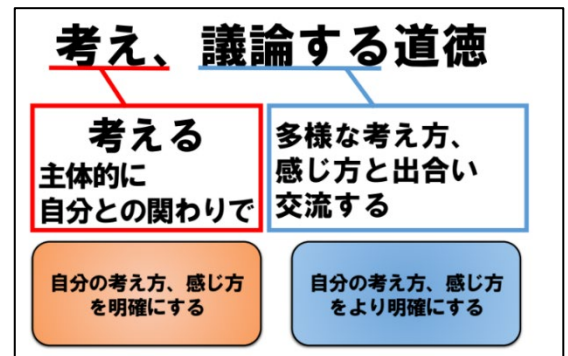 考え、議論する道徳
考える
主体的に
自分との関わりで
多様な考え方、
感じ方と出合い
交流する
自分の考え方、感じ方
を明確にする
自分の考え方、感じ方
をより明確にする